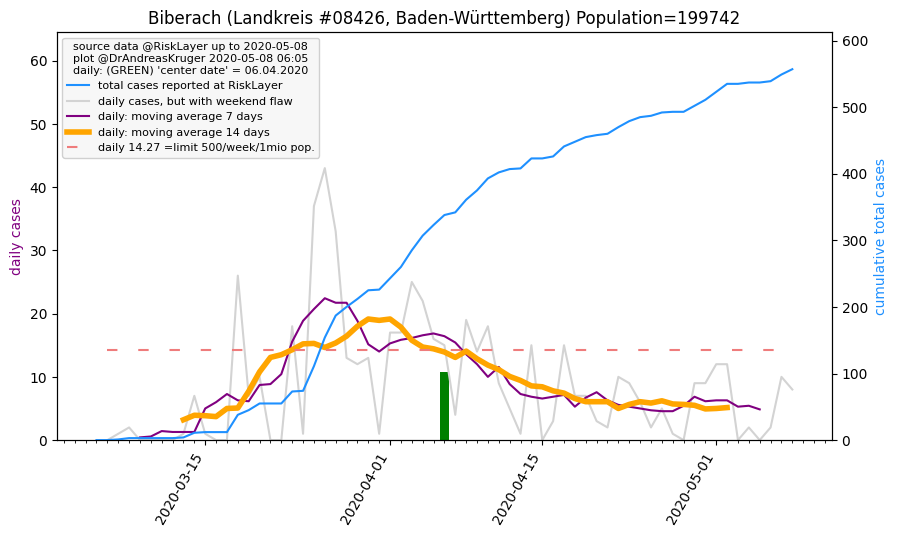 Biberach (Landkreis #08426, Baden-Württemberg) Population=199742
source data @RiskLayer up to 2020-05-08
plot @DrAndreasKruger 2020-05-08 06:05
daily: (GREEN) 'center date' = 06.04.2020
total cases reported at RiskLayer
daily cases, but with weekend flaw
daily: moving average 7 days
daily: moving average 14 days
daily 14.27 =limit 500/week/1mio pop.
daily cases
60
50
40
30
20
10
0
cumulative total cases
600
500
400
300
200
100
0
2020-03-15
2020-04-01
2020-04-15
2020-05-01